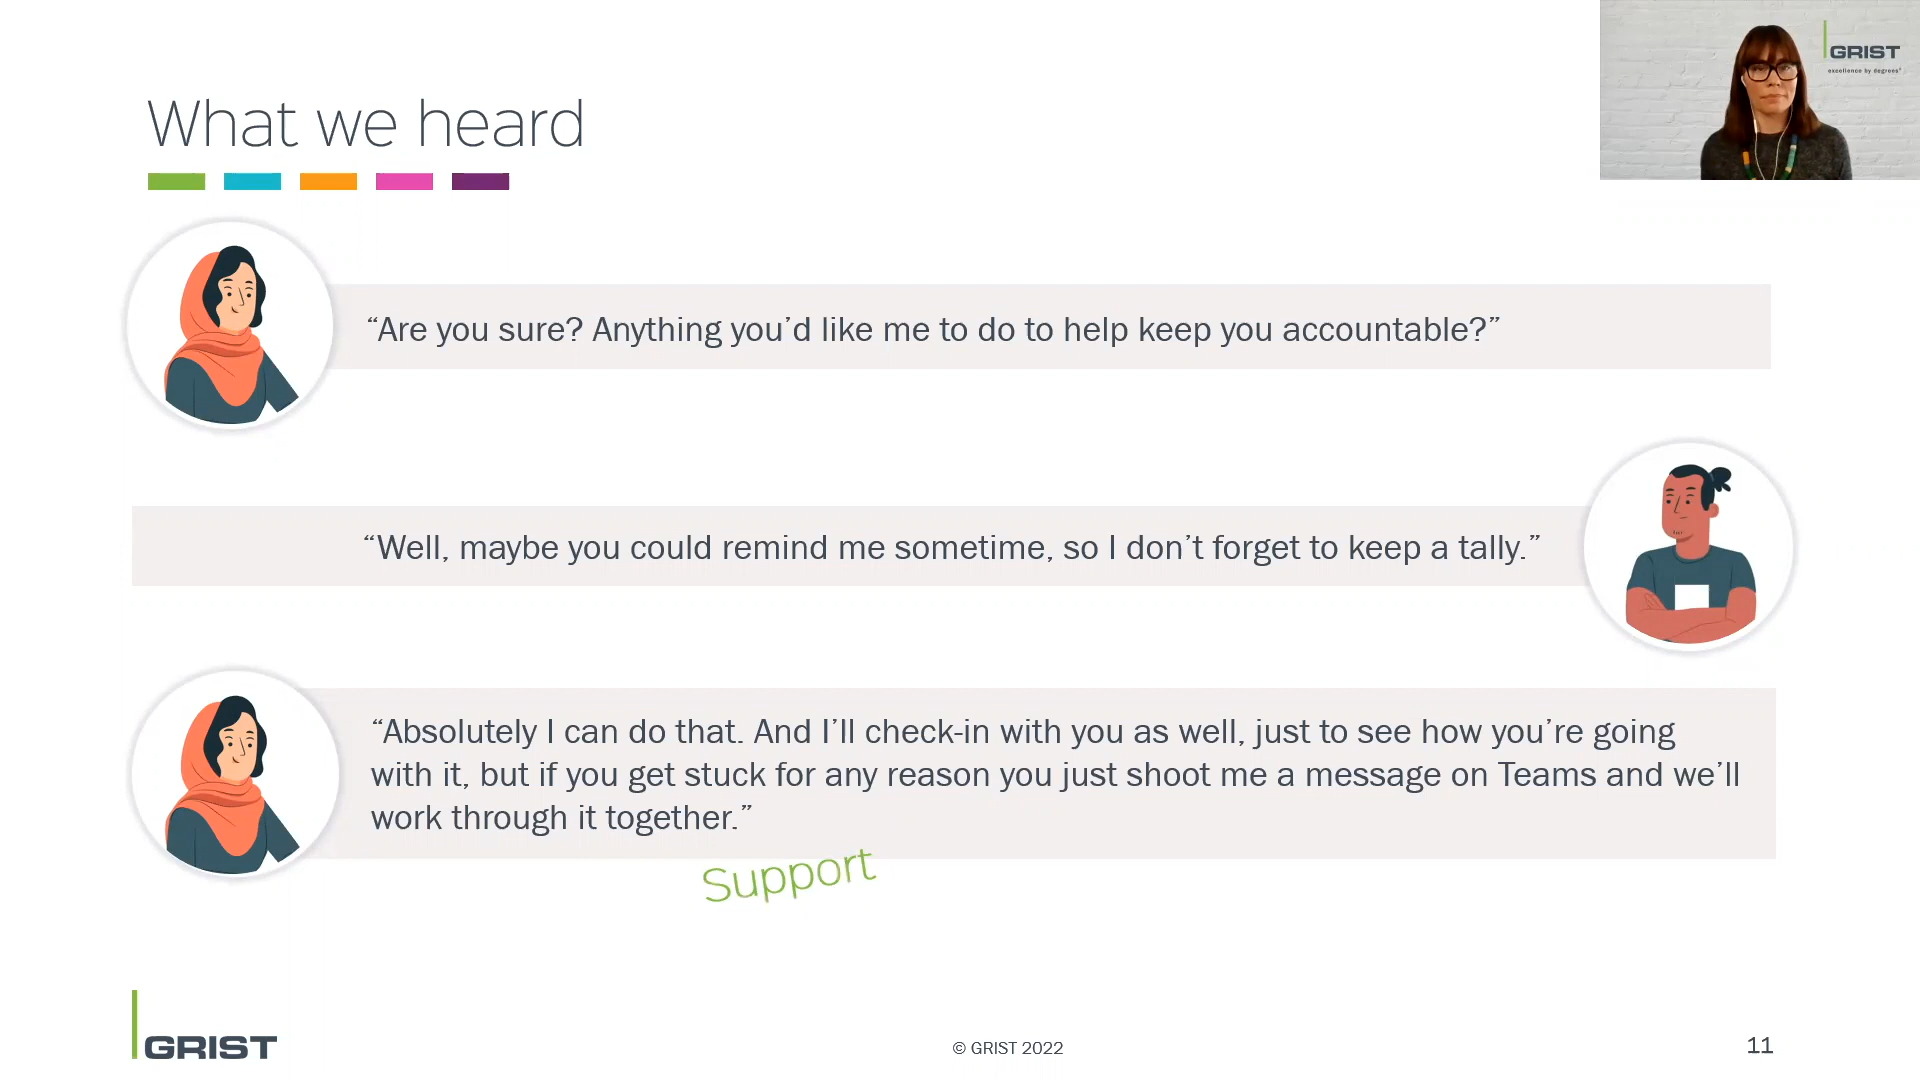 GRIST
excellence by degrees
What we heard
“Are you sure? Anything you’d like me to do to help keep you accountable?”
“Well, maybe you could remind me sometime, so I don’t forget to keep a tally.”
“Absolutely I can do that. And I’ll check-in with you as well, just to see how you’re going
with it, but if you get stuck for any reason you just shoot me a message on Teams and we’ll
work through it together.”
Support
GRIST
© GRIST 2022
11